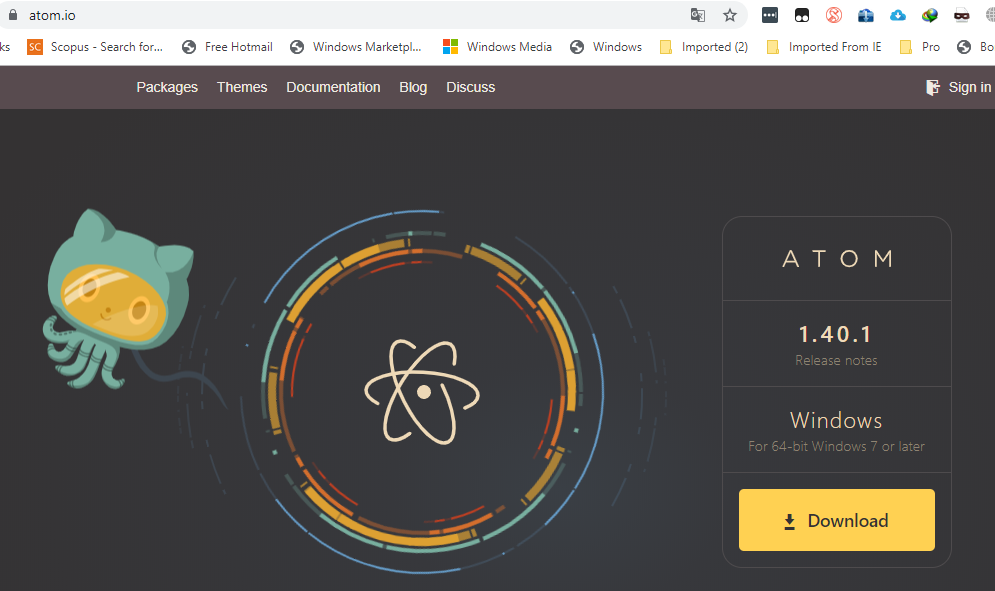 atom.io
ks
SC Scopus - Search for...
Free Hotmail
Windows Marketpl...
Windows Media
Windows
Imported (2)
Imported From IE
Pro
Bo
Packages Themes Documentation Blog Discuss
Sign in
ATOM
1.40.1
Release notes
Windows
For 64-bit Windows 7 or later
Download